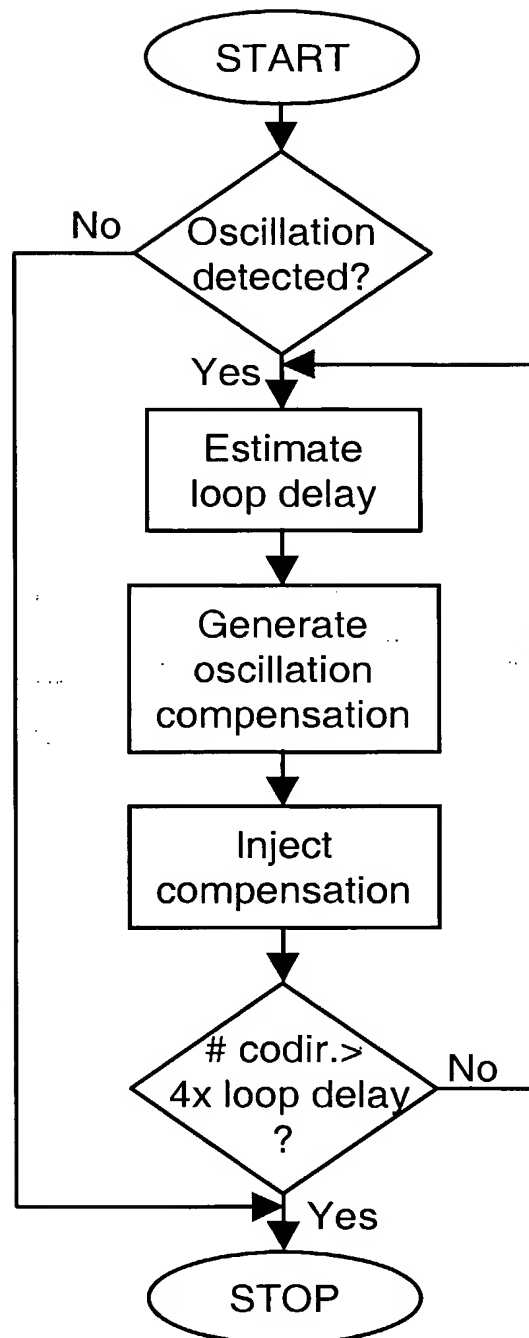 START
No
Oscillation
detected?
Yes
Estimate
loop delay
Generate
oscillation
compensation
Inject
compensation
# codir.>
4x loop delay
?
No
Yes
STOP